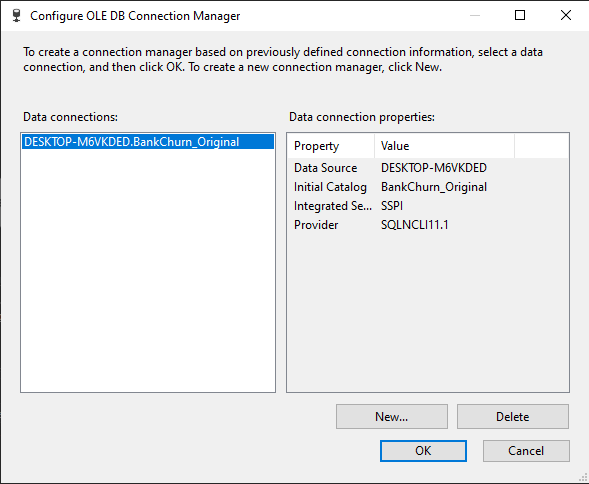 Configure OLE DB Connection Manager
To create a connection manager based on previously defined connection information, select a data
connection, and then click OK. To create a new connection manager, click New.
Data connections:
Data connection properties:
DESKTOP-M6VKDED.BankChurn_Original
Property Value
Data Source DESKTOP-M6VKDED
Initial Catalog BankChurn_Original
Integrated Se... SSPI
Provider SQLNCLI11.1
New... Delete
OK Cancel